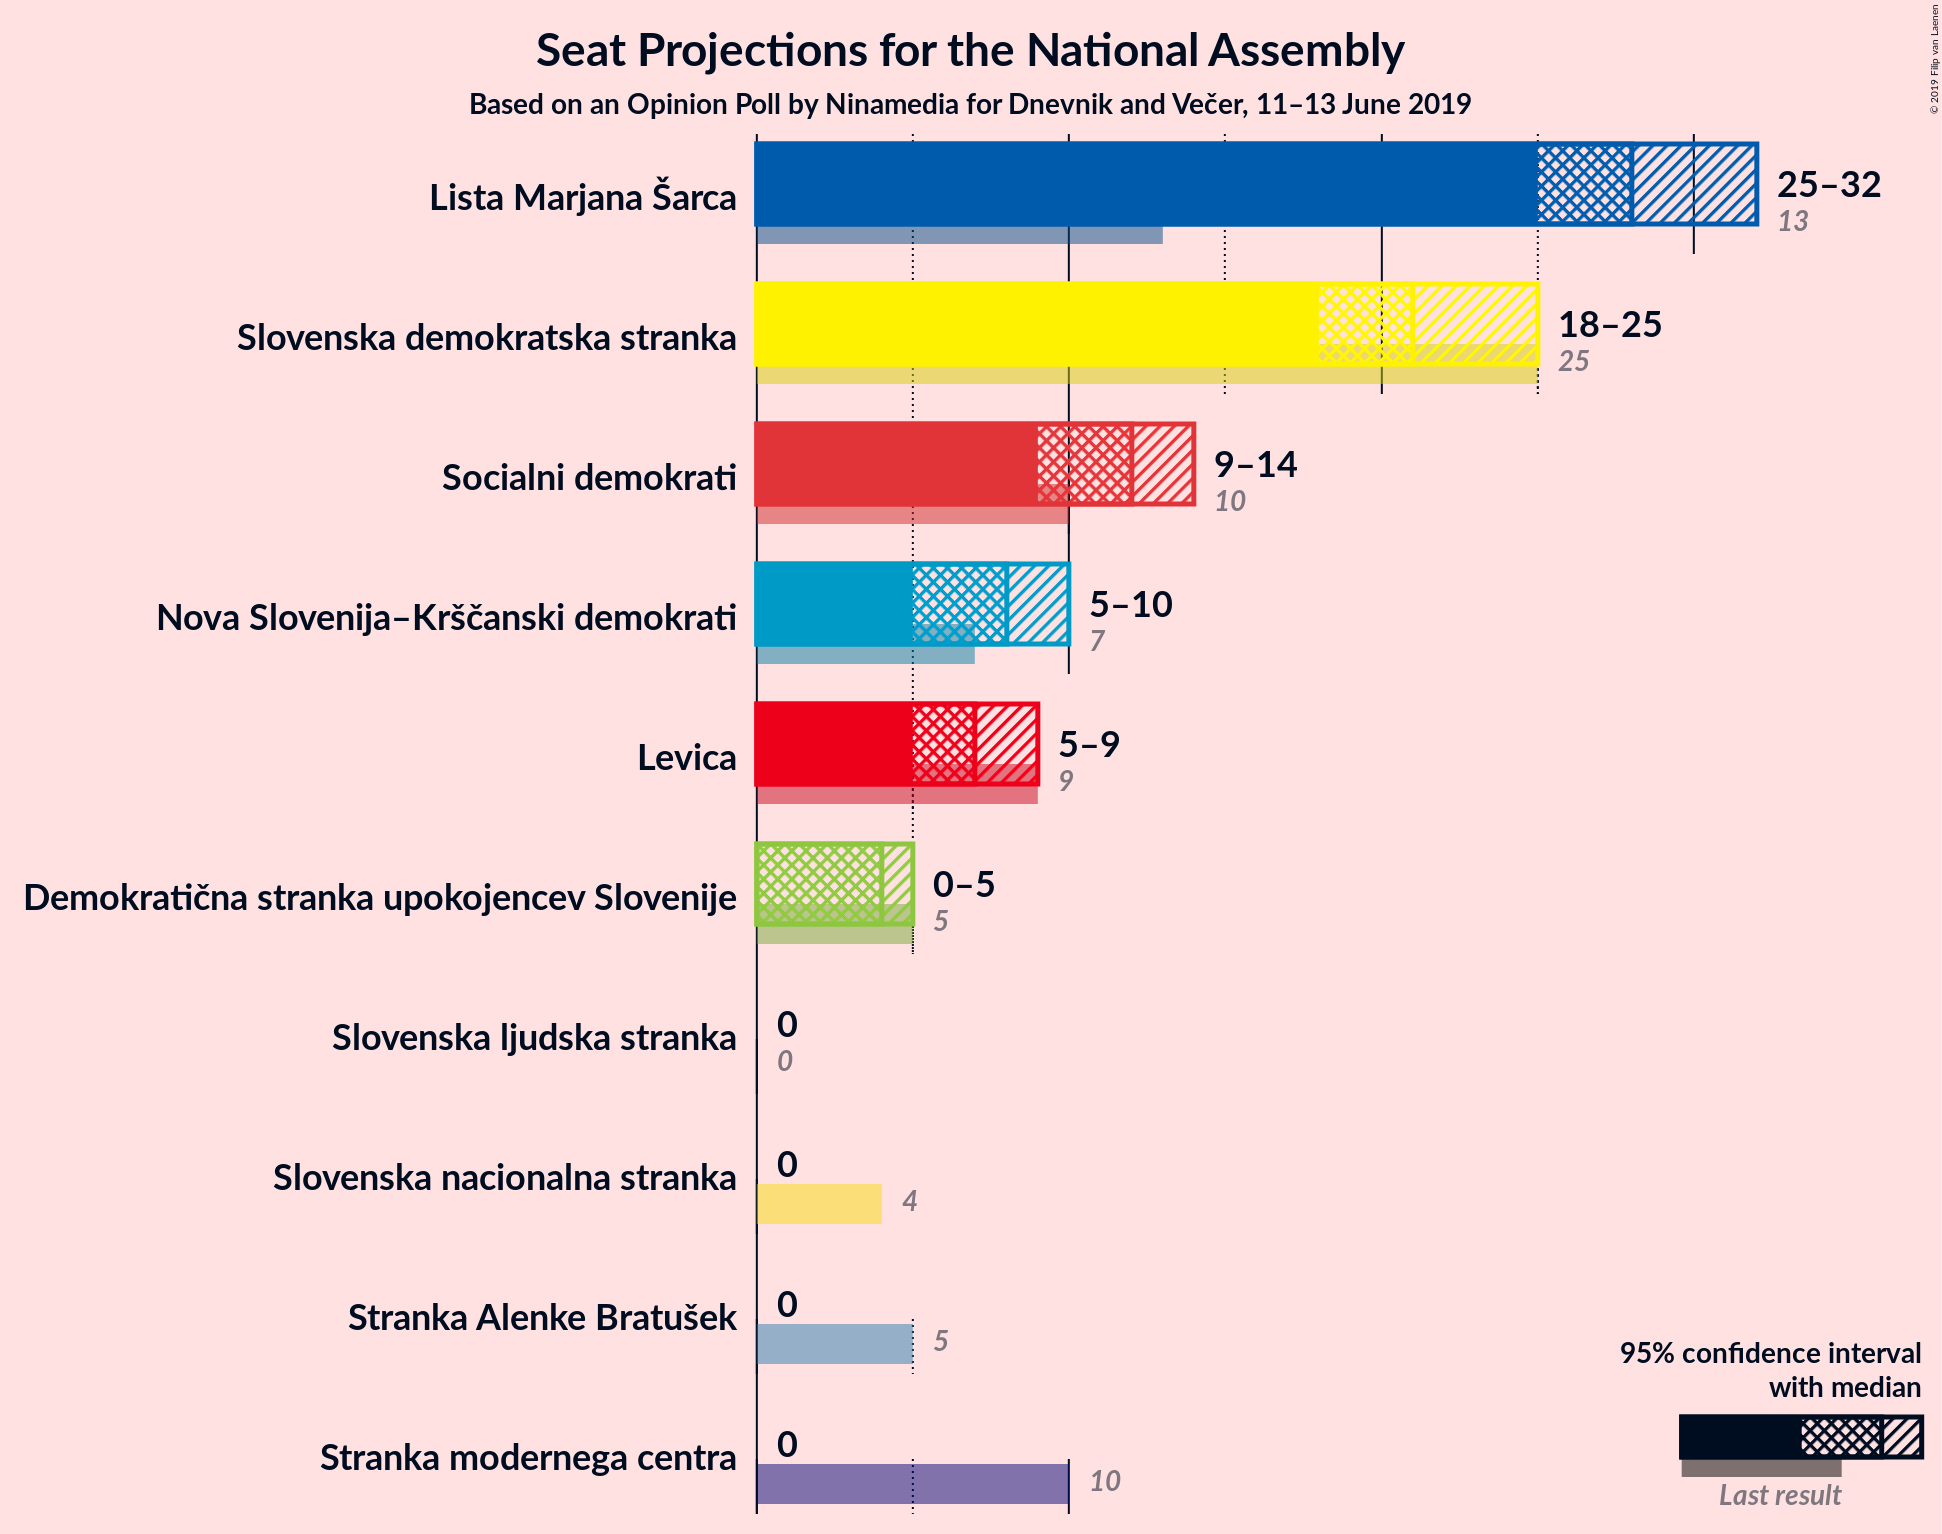 Seat Projections for the National Assembly
Based on an Opinion Poll by Ninamedia for Dnevnik and Večer, 11–13 June 2019
© 2019 Filip van Laenen
Lista Marjana Šarca
25–32
13
Slovenska demokratska stranka
18–25
25
Socialni demokrati
9–14
10
Nova Slovenija–Krščanski demokrati
5–10
7
Levica
5–9
9
Demokratična stranka upokojencev Slovenije
0–5
5
Slovenska ljudska stranka
0
0
Slovenska nacionalna stranka
0
4
Stranka Alenke Bratušek
0
5
Stranka modernega centra
0
10
95% confidence interval
with median
Last result